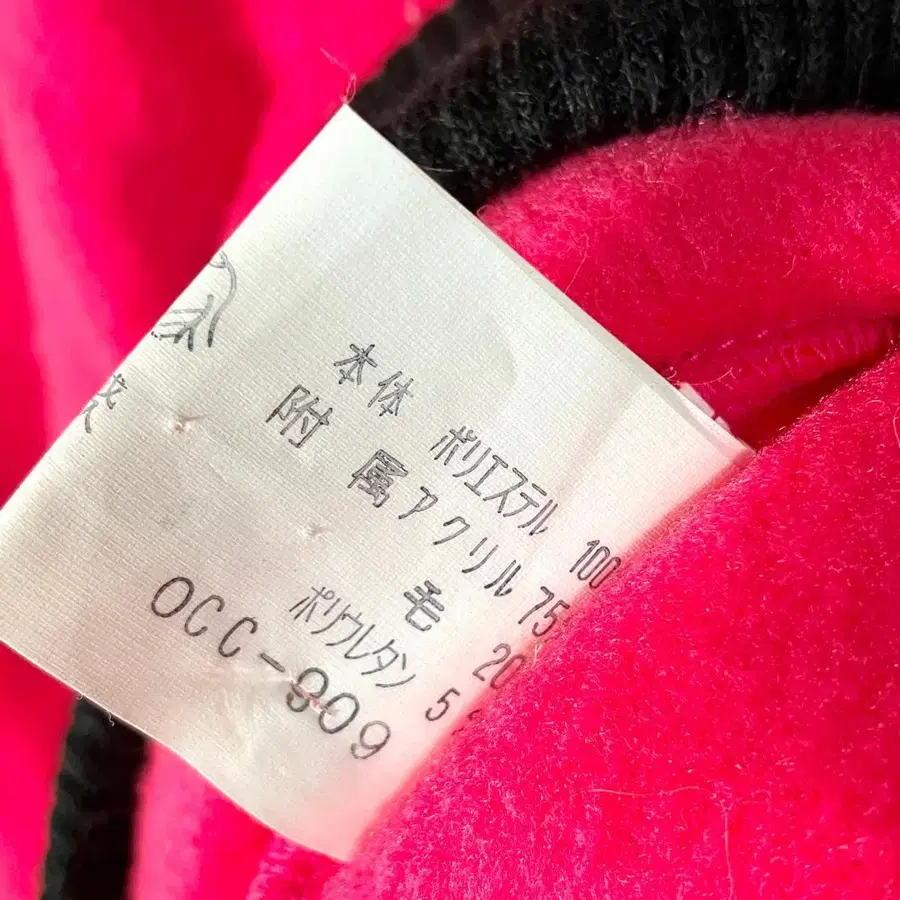 本体 ポリエステル 100
附属 アクリル 75
毛 20
ポリウレタン 5%
OCC-909